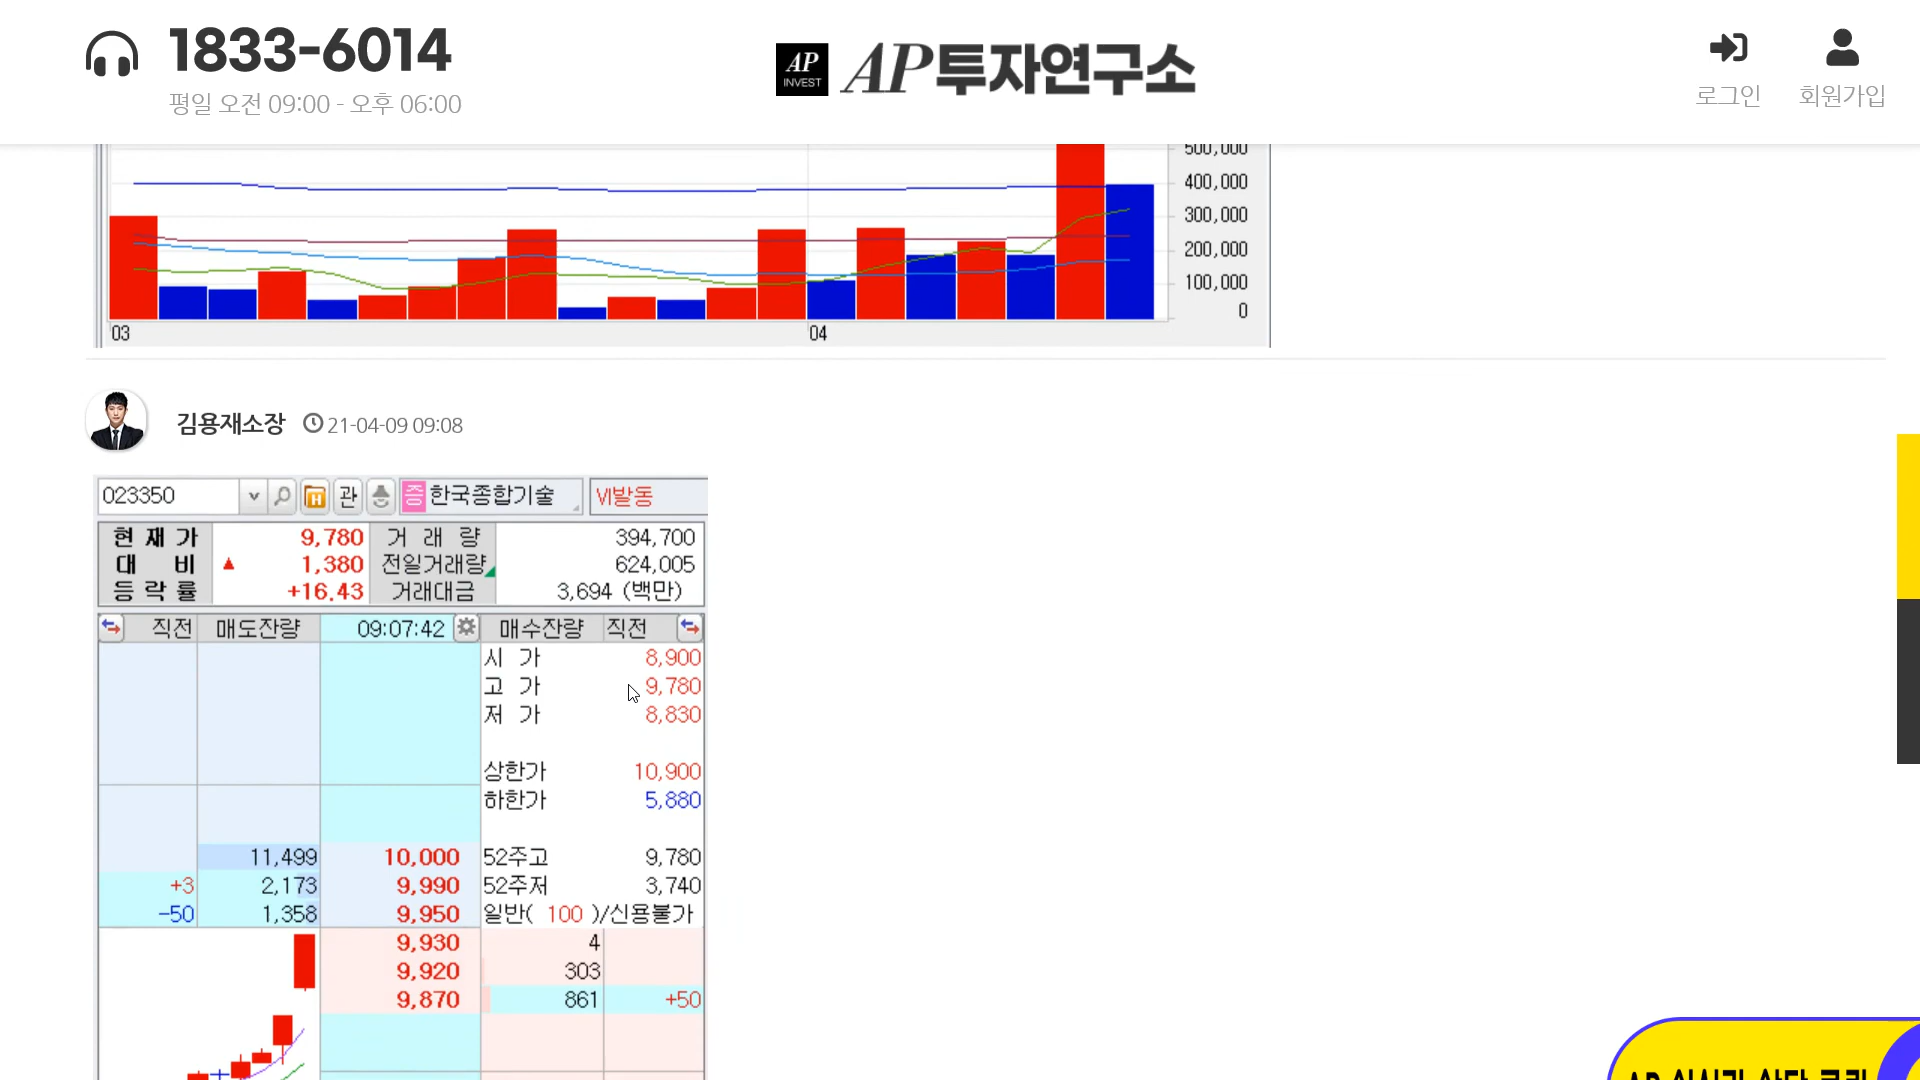 1833-6014
평일 오전 09:00 - 오후 06:00
AP INVEST AP투자연구소
로그인 회원가입
500,000
400,000
300,000
200,000
100,000
0
03 04
김용재소장 21-04-09 09:08
023350 관 증 한국종합기술 VI발동
현재가 9,780 거래량 394,700
대비 ▲ 1,380 전일거래량 624,005
등락률 +16.43 거래대금 3,694 (백만)
직전 매도잔량 09:07:42 매수잔량 직전
시가 8,900
고가 9,780
저가 8,830
상한가 10,900
하한가 5,880
11,499 10,000 52주고 9,780
+3 2,173 9,990 52주저 3,740
-50 1,358 9,950 일반( 100 )/신용불가
9,930 4
9,920 303
9,870 861 +50